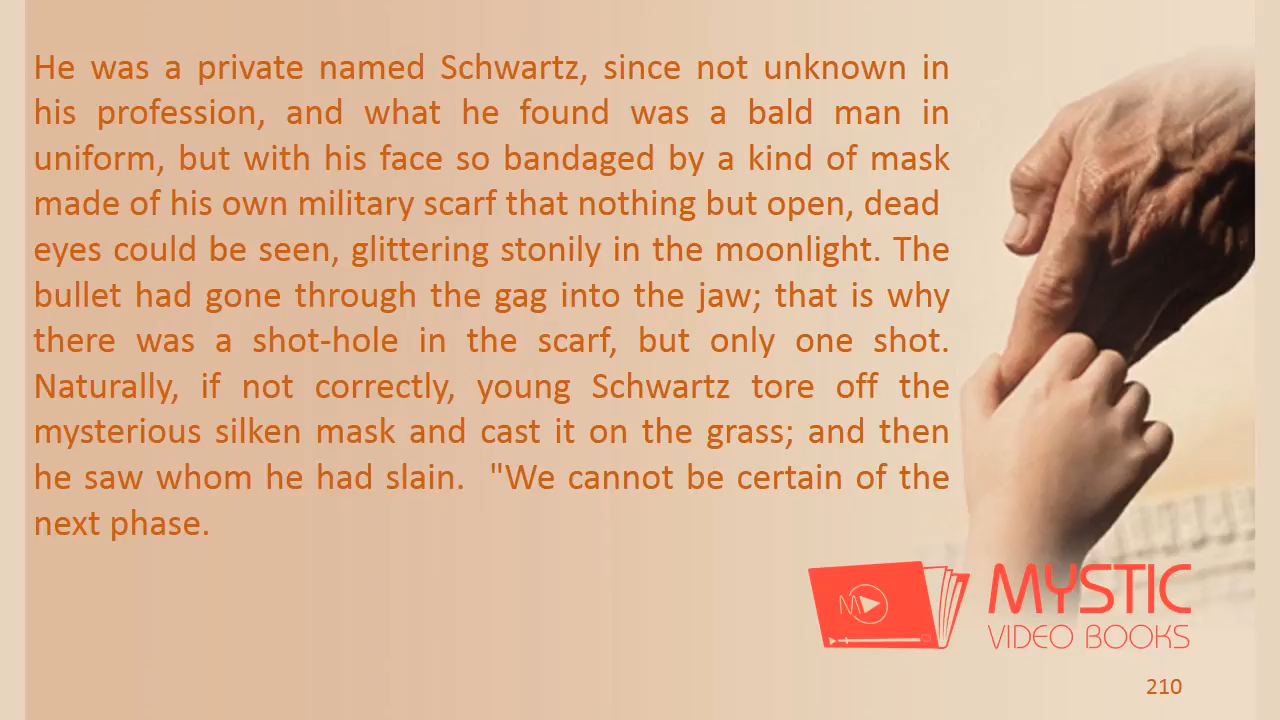 He was a private named Schwartz, since not unknown in
his profession, and what he found was a bald man in
uniform, but with his face so bandaged by a kind of mask
made of his own military scarf that nothing but open, dead
eyes could be seen, glittering stonily in the moonlight. The
bullet had gone through the gag into the jaw; that is why
there was a shot-hole in the scarf, but only one shot.
Naturally, if not correctly, young Schwartz tore off the
mysterious silken mask and cast it on the grass; and then
he saw whom he had slain.  "We cannot be certain of the
next phase.
M
MYSTIC
VIDEO BOOKS
210